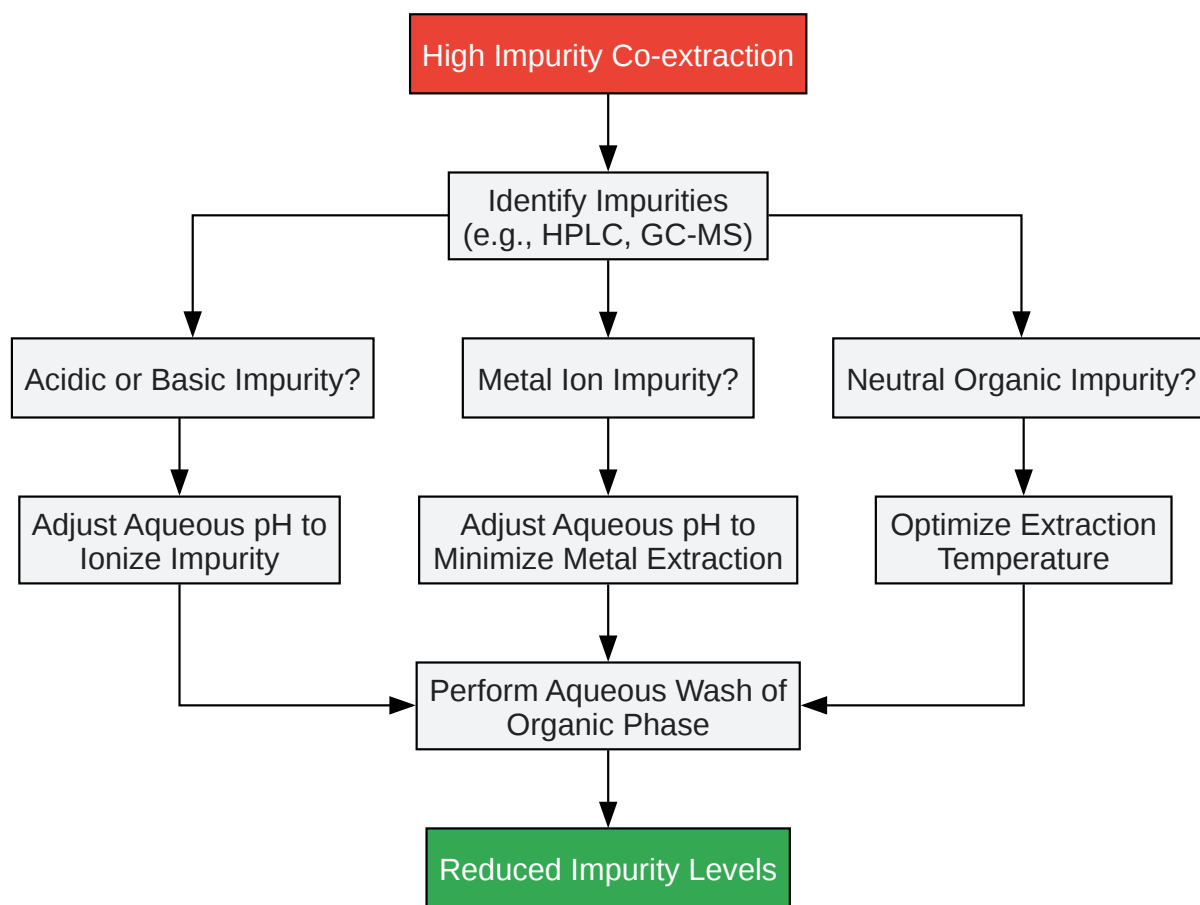 High Impurity Co-extraction
Identify Impurities
(e.g., HPLC, GC-MS)
Acidic or Basic Impurity?
Metal Ion Impurity?
Neutral Organic Impurity?
Adjust Aqueous pH to
Ionize Impurity
Adjust Aqueous pH to
Minimize Metal Extraction
Optimize Extraction
Temperature
Perform Aqueous Wash of
Organic Phase
Reduced Impurity Levels